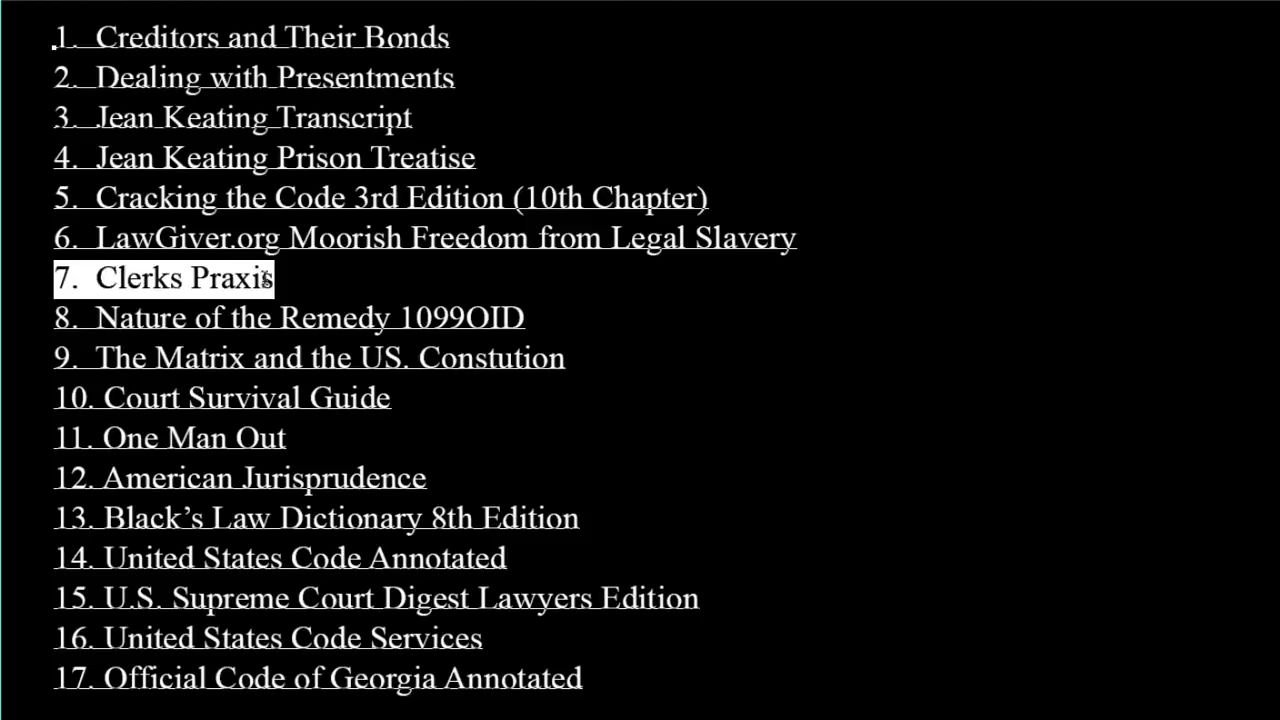 1. Creditors and Their Bonds
2. Dealing with Presentments
3. Jean Keating Transcript
4. Jean Keating Prison Treatise
5. Cracking the Code 3rd Edition (10th Chapter)
6. LawGiver.org Moorish Freedom from Legal Slavery
7. Clerks Praxis
8. Nature of the Remedy 1099OID
9. The Matrix and the US. Constution
10. Court Survival Guide
11. One Man Out
12. American Jurisprudence
13. Black’s Law Dictionary 8th Edition
14. United States Code Annotated
15. U.S. Supreme Court Digest Lawyers Edition
16. United States Code Services
17. Official Code of Georgia Annotated